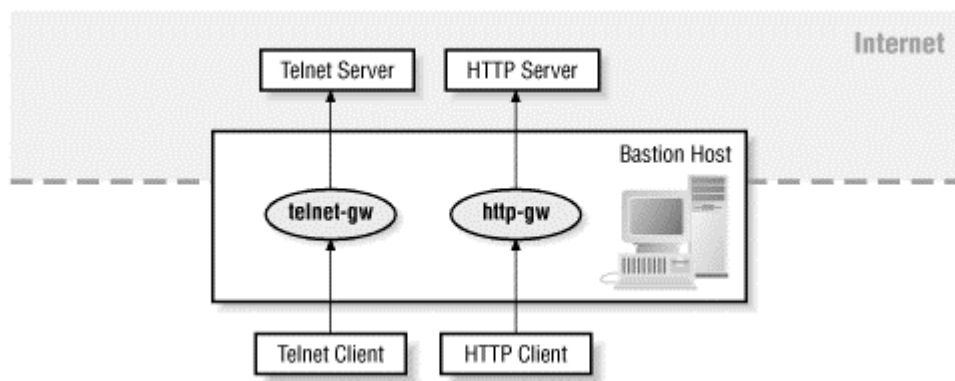 Internet
Telnet Server
HTTP Server
Bastion Host
telnet-gw
http-gw
Telnet Client
HTTP Client